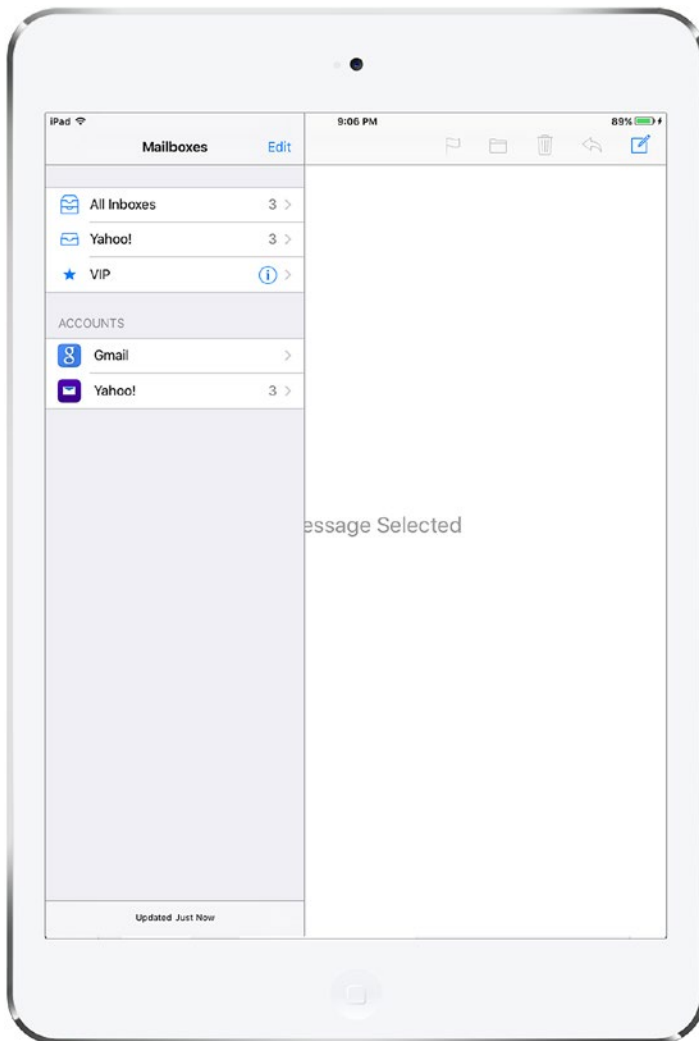 iPad 9:06 PM 89%
Mailboxes Edit
All Inboxes 3
Yahoo! 3
VIP
ACCOUNTS
8 Gmail
Yahoo! 3
essage Selected
Updated Just Now